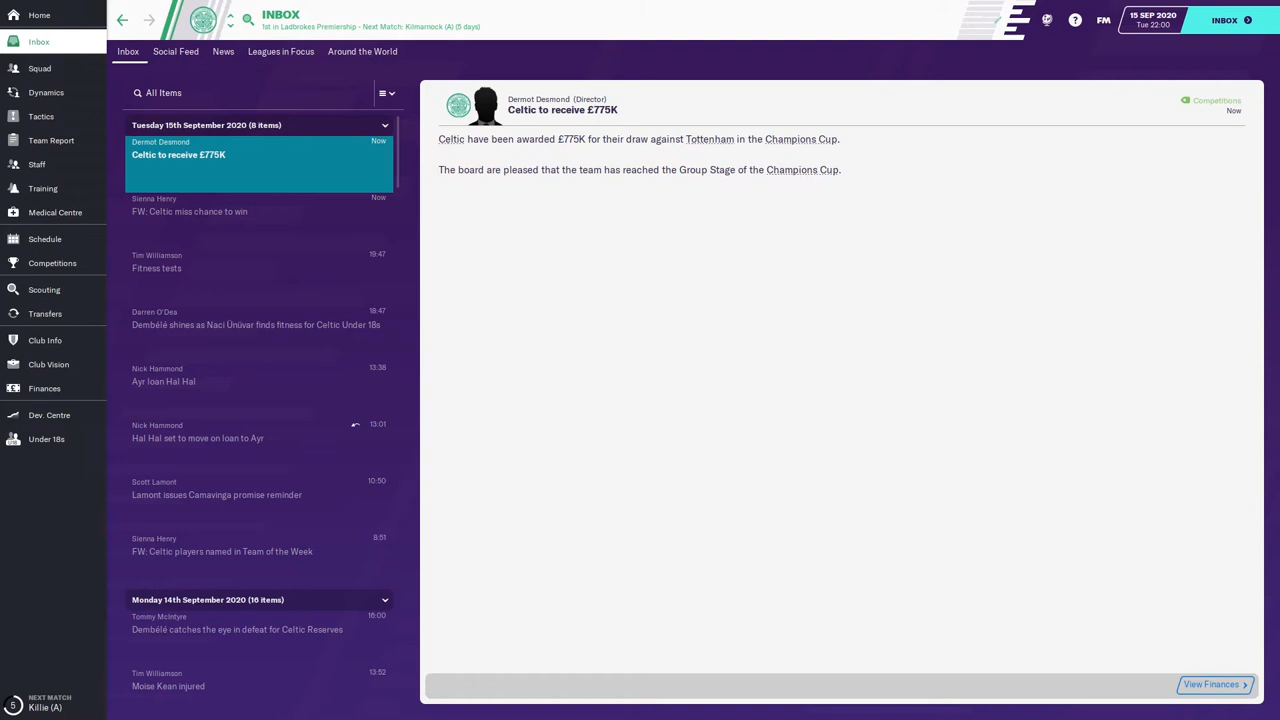 Home
Inbox
Squad
Dynamics
Tactics
Team Report
Staff
Training
Medical Centre
Schedule
Competitions
Scouting
Transfers
Club Info
Club Vision
Finances
Dev. Centre
Under 18s
5
NEXT MATCH
Killie (A)
INBOX
1st in Ladbrokes Premiership - Next Match: Kilmarnock (A) (5 days)
?
FM
15 SEP 2020
Tue 22:00
INBOX
Inbox Social Feed News Leagues in Focus Around the World
All Items
Tuesday 15th September 2020 (8 items)
Dermot Desmond Now
Celtic to receive £775K
Sienna Henry Now
FW: Celtic miss chance to win
Tim Williamson 19:47
Fitness tests
Darren O'Dea 18:47
Dembélé shines as Naci Ünüvar finds fitness for Celtic Under 18s
Nick Hammond 13:38
Ayr loan Hal Hal
Nick Hammond 13:01
Hal Hal set to move on loan to Ayr
Scott Lamont 10:50
Lamont issues Camavinga promise reminder
Sienna Henry 8:51
FW: Celtic players named in Team of the Week
Monday 14th September 2020 (16 items)
Tommy McIntyre 16:00
Dembélé catches the eye in defeat for Celtic Reserves
Tim Williamson 13:52
Moise Kean injured
Dermot Desmond (Director)
Celtic to receive £775K
Competitions
Now
Celtic have been awarded £775K for their draw against Tottenham in the Champions Cup.
The board are pleased that the team has reached the Group Stage of the Champions Cup.
View Finances